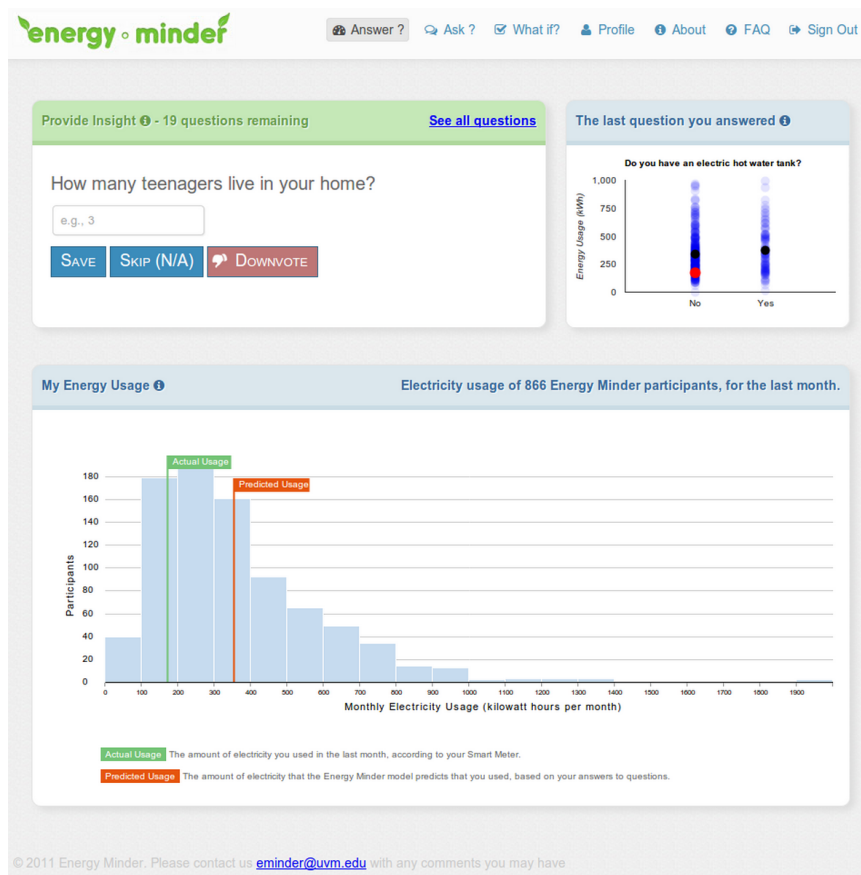 energy minder
Answer ?
Ask ?
What if?
Profile
About
FAQ
Sign Out
Provide Insight - 19 questions remaining
See all questions
How many teenagers live in your home?
e.g., 3
SAVE
SKIP (N/A)
DOWNVOTE
The last question you answered
Do you have an electric hot water tank?
Energy Usage (kWh)
1,000
750
500
250
0
No
Yes
My Energy Usage
Electricity usage of 866 Energy Minder participants, for the last month.
Participants
180
160
140
120
100
80
60
40
20
0
Actual Usage
Predicted Usage
0 100 200 300 400 500 600 700 800 900 1000 1100 1200 1300 1400 1500 1600 1700 1800 1900
Monthly Electricity Usage (kilowatt hours per month)
Actual Usage The amount of electricity you used in the last month, according to your Smart Meter.
Predicted Usage The amount of electricity that the Energy Minder model predicts that you used, based on your answers to questions.
© 2011 Energy Minder. Please contact us eminder@uvm.edu with any comments you may have